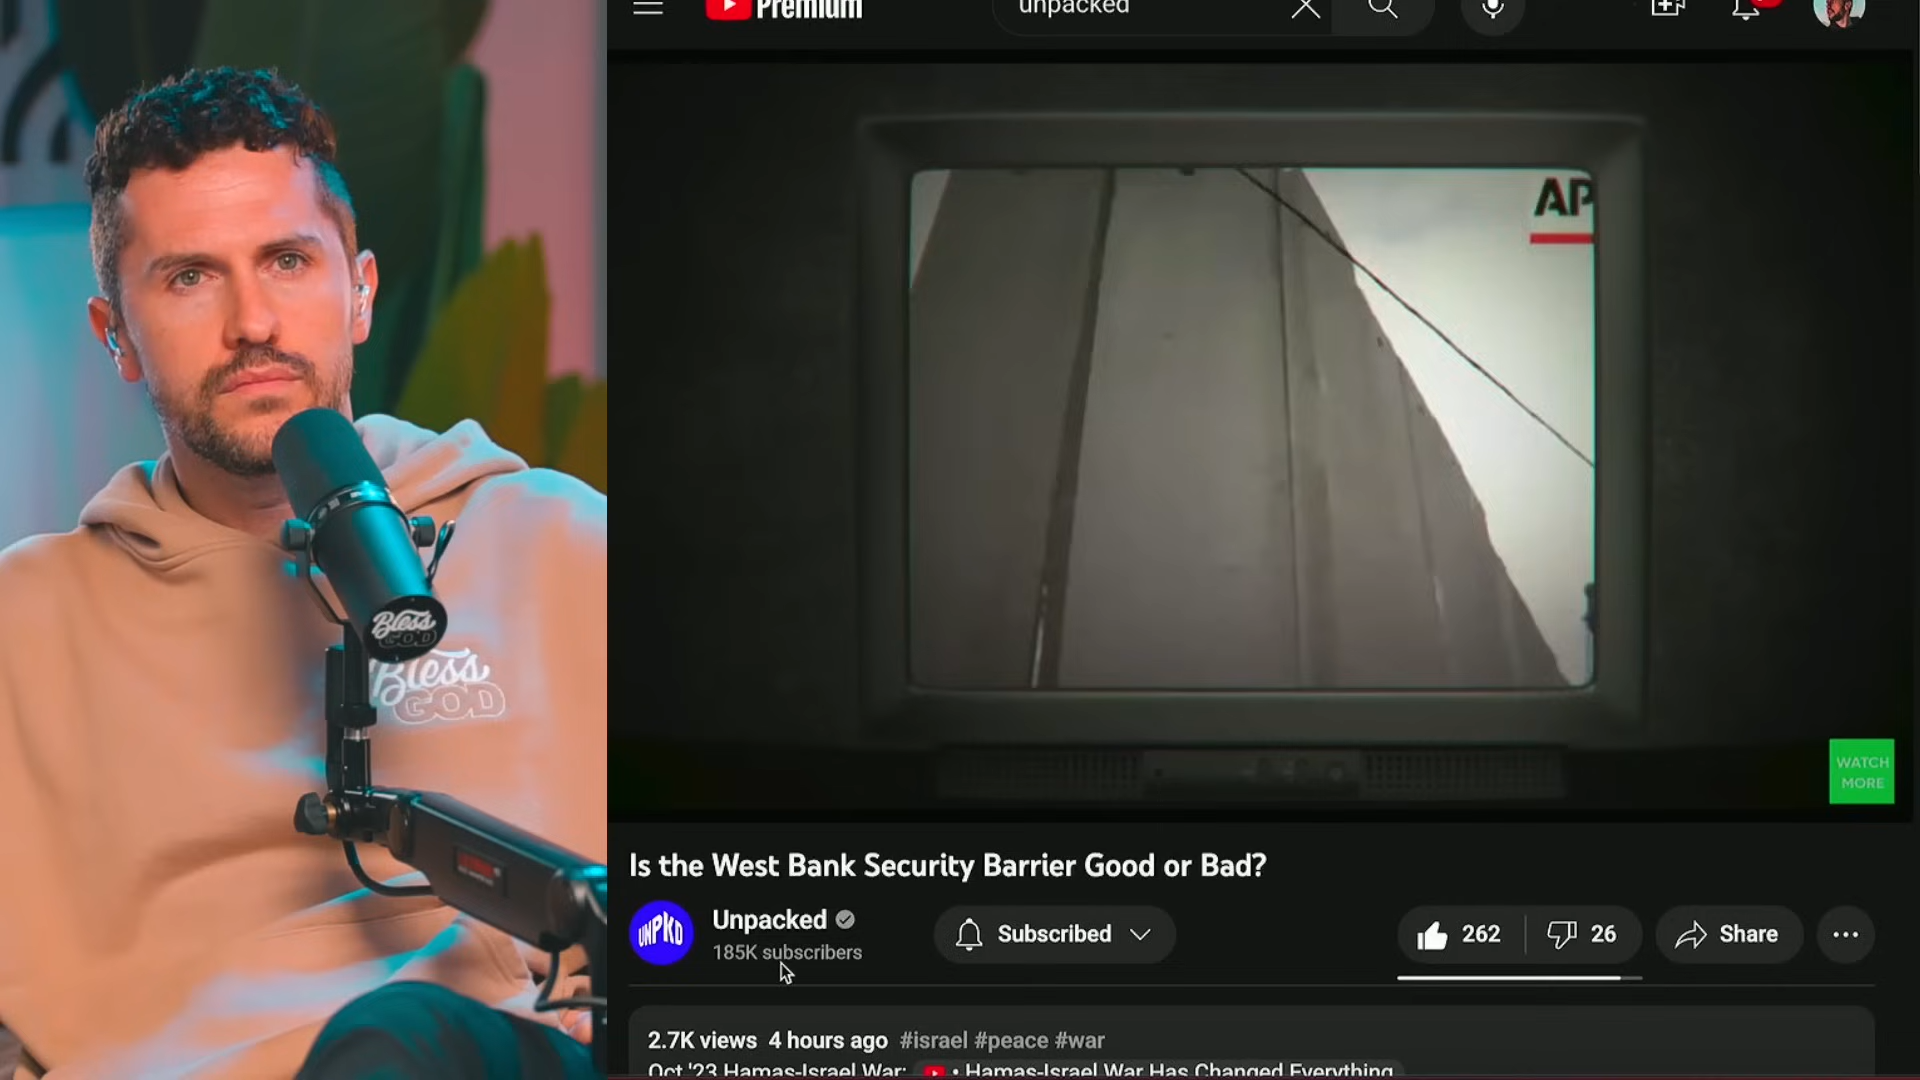 Premium
unpacked
AP
WATCH
MORE
Bless
GOD
Bless
GOD
Is the West Bank Security Barrier Good or Bad?
UNPKD
Unpacked
185K subscribers
Subscribed
262
26
Share
2.7K views 4 hours ago #israel #peace #war
Oct '23 Hamas-Israel War: • Hamas-Israel War Has Changed Everything